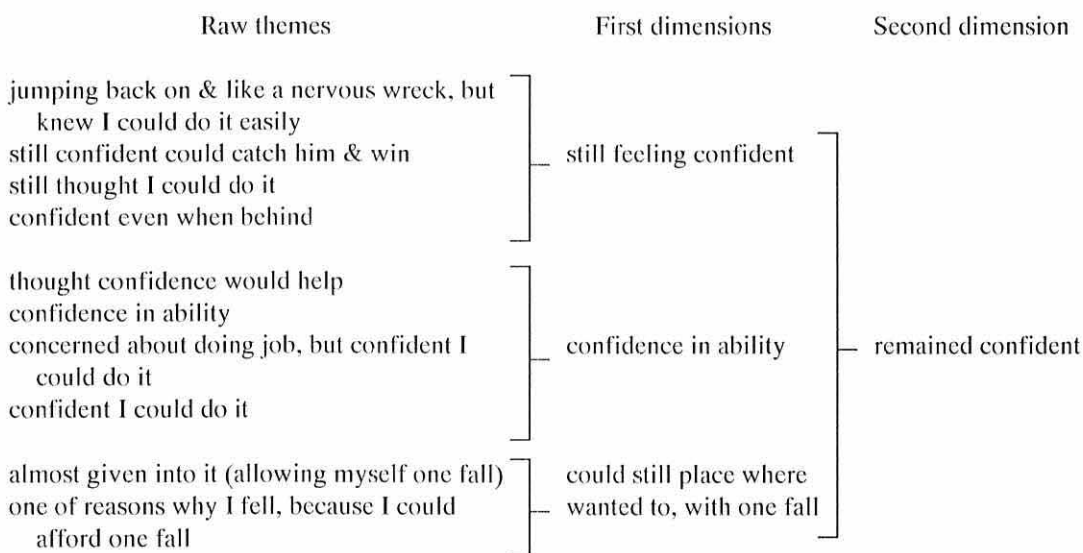 Raw themes First dimensions Second dimension
jumping back on & like a nervous wreck, but
knew I could do it easily
still confident could catch him & win
still thought I could do it
confident even when behind
still feeling confident
thought confidence would help
confidence in ability
concerned about doing job, but confident I
could do it
confident I could do it
confidence in ability
remained confident
almost given into it (allowing myself one fall)
one of reasons why I fell, because I could
afford one fall
could still place where
wanted to, with one fall